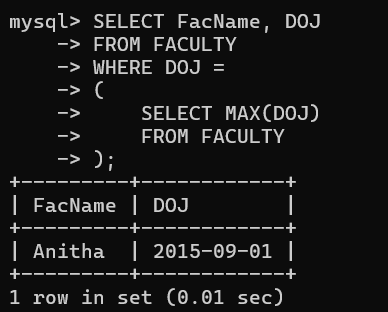 mysql> SELECT FacName, DOJ
    -> FROM FACULTY
    -> WHERE DOJ =
    -> (
    ->     SELECT MAX(DOJ)
    ->     FROM FACULTY
    -> );
+---------+------------+
| FacName | DOJ        |
+---------+------------+
| Anitha  | 2015-09-01 |
+---------+------------+
1 row in set (0.01 sec)